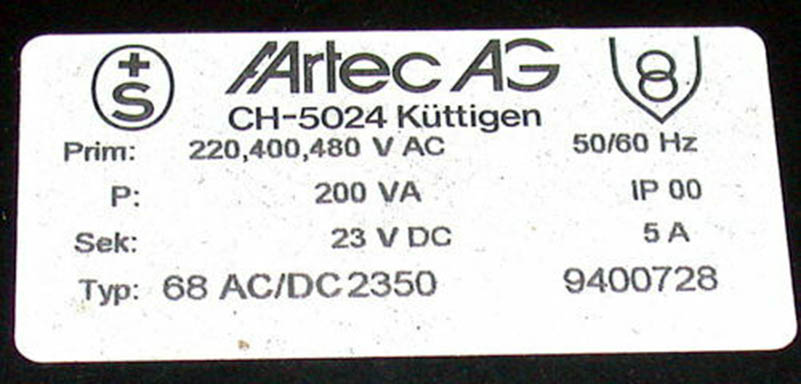 +S Artec AG 8
CH-5024 Küttigen
Prim: 220,400,480 V AC 50/60 Hz
P: 200 VA IP 00
Sek: 23 V DC 5 A
Typ: 68 AC/DC 2350 9400728